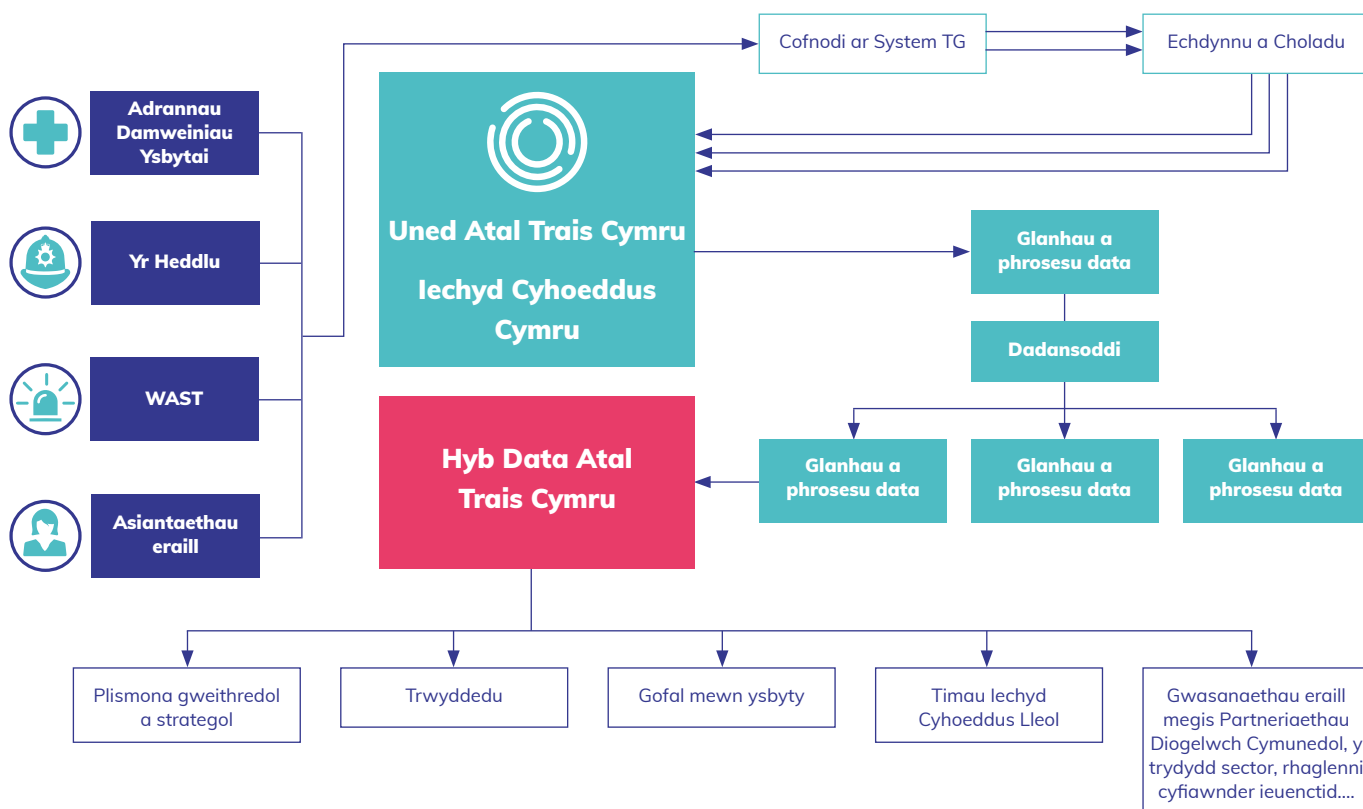 Cofnodi ar System TG
Echdynnu a Choladu
Adrannau
Damweiniau
Ysbytai
Yr Heddlu
WAST
Asiantaethau
eraill
Uned Atal Trais Cymru
Iechyd Cyhoeddus
Cymru
Glanhau a
phrosesu data
Dadansoddi
Glanhau a
phrosesu data
Glanhau a
phrosesu data
Glanhau a
phrosesu data
Hyb Data Atal
Trais Cymru
Plismona gweithredol
a strategol
Trwyddedu
Gofal mewn ysbyty
Timau Iechyd
Cyhoeddus Lleol
Gwasanaethau eraill
megis Partneriaethau
Diogelwch Cymunedol, y
trydydd sector, rhaglenni
cyfiawnder ieuenctid....